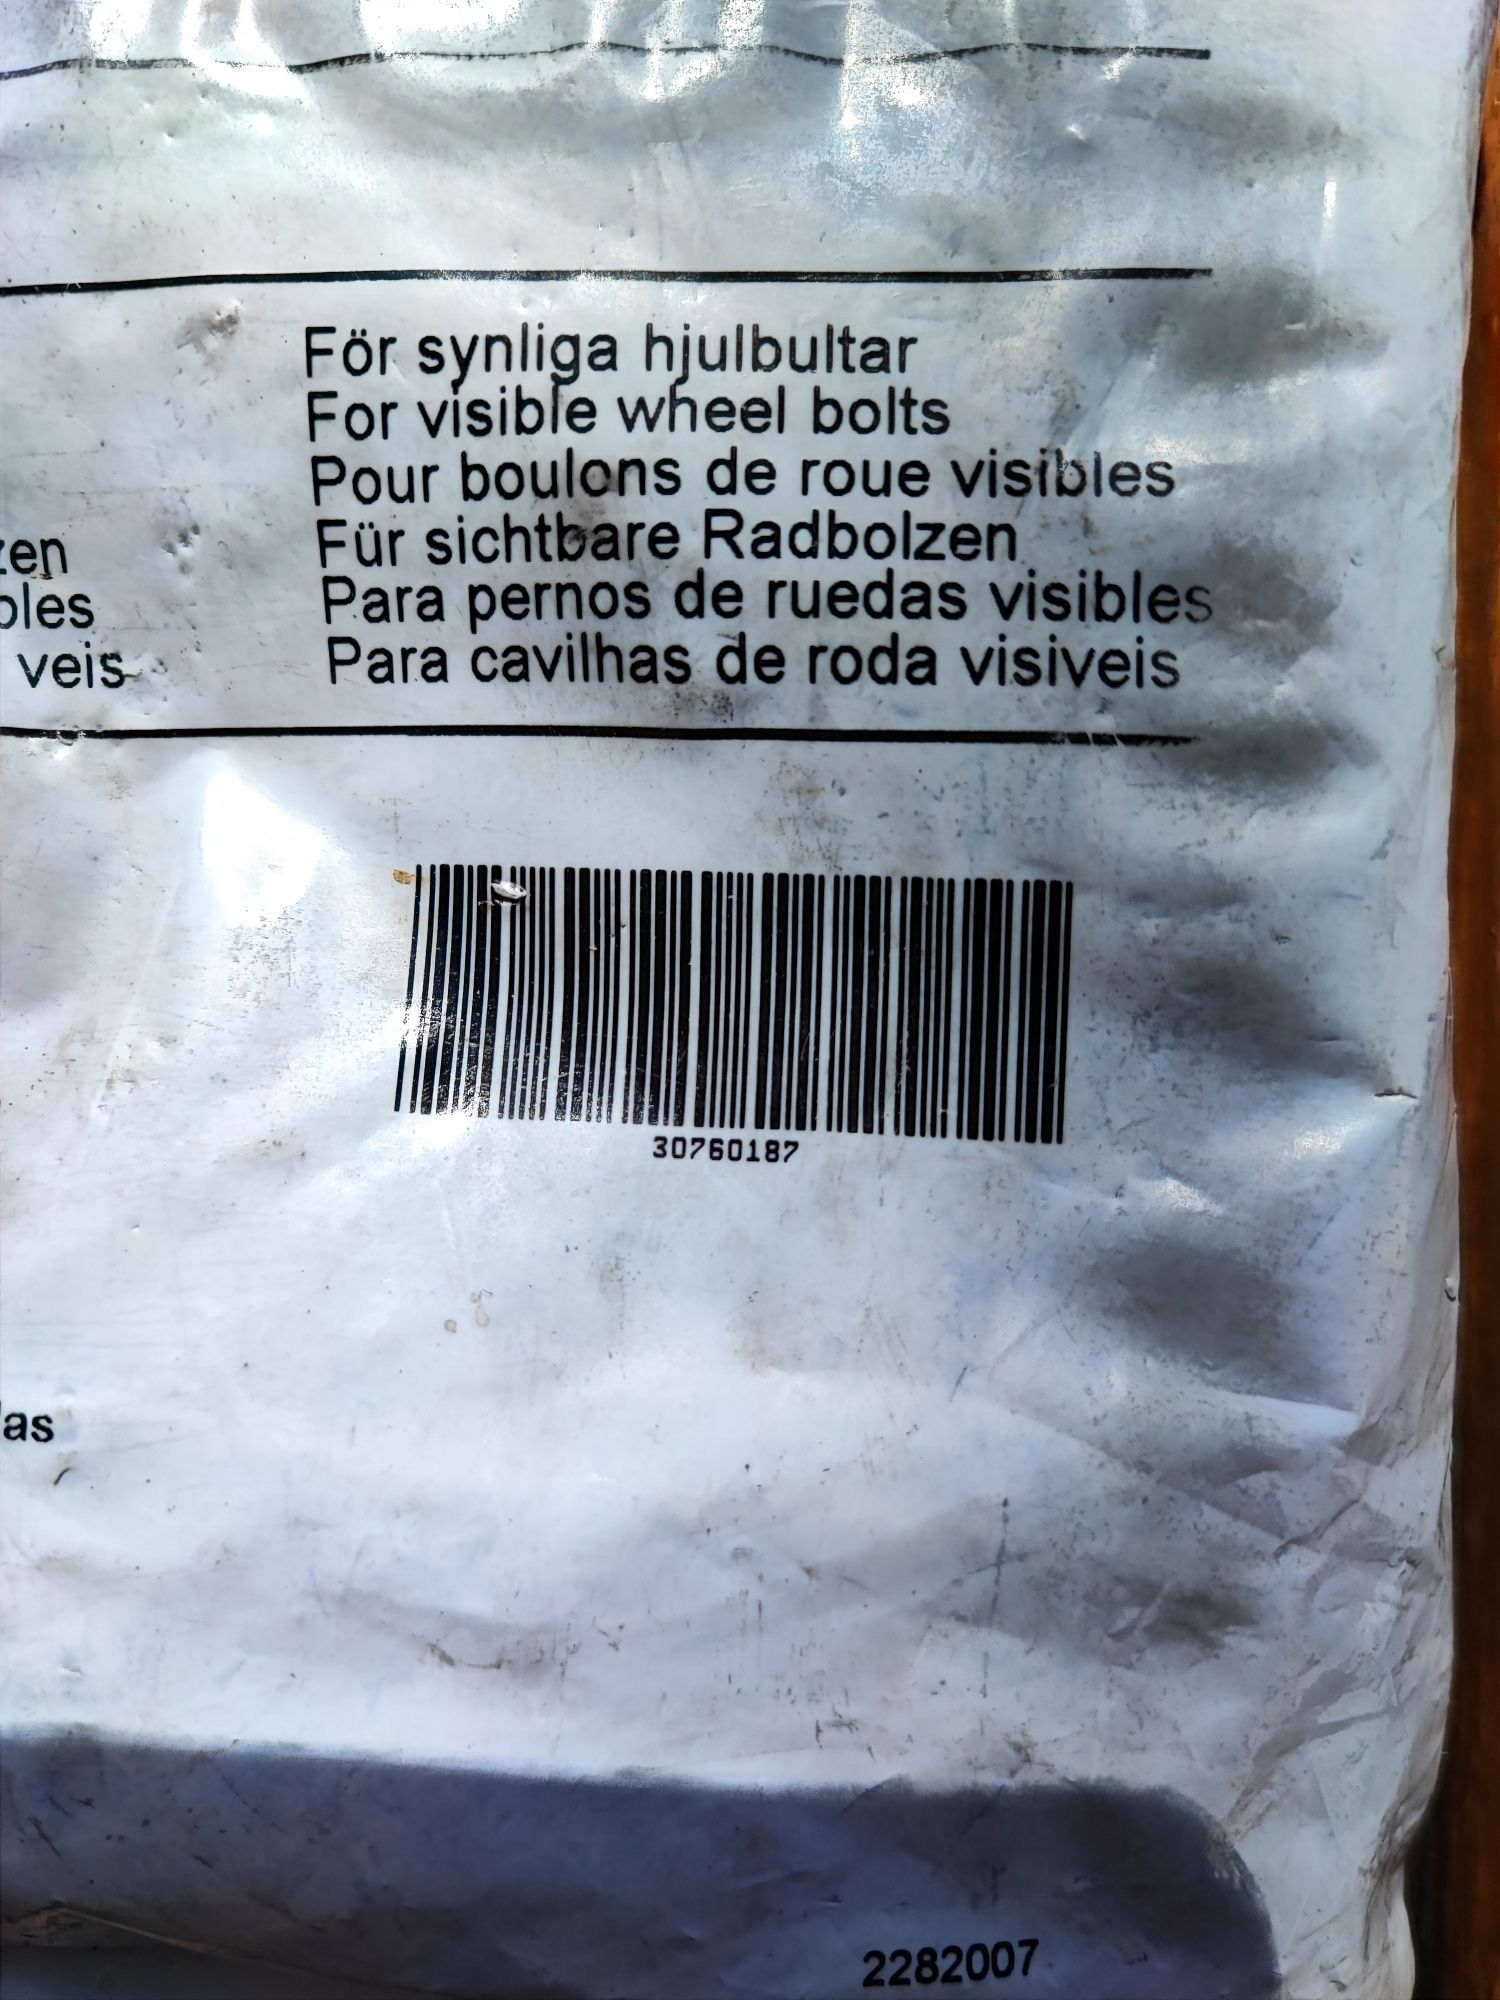 För synliga hjulbultar
For visible wheel bolts
Pour boulons de roue visibles
Für sichtbare Radbolzen
Para pernos de ruedas visibles
Para cavilhas de roda visiveis
zen
bles
veis
30760187
as
2282007